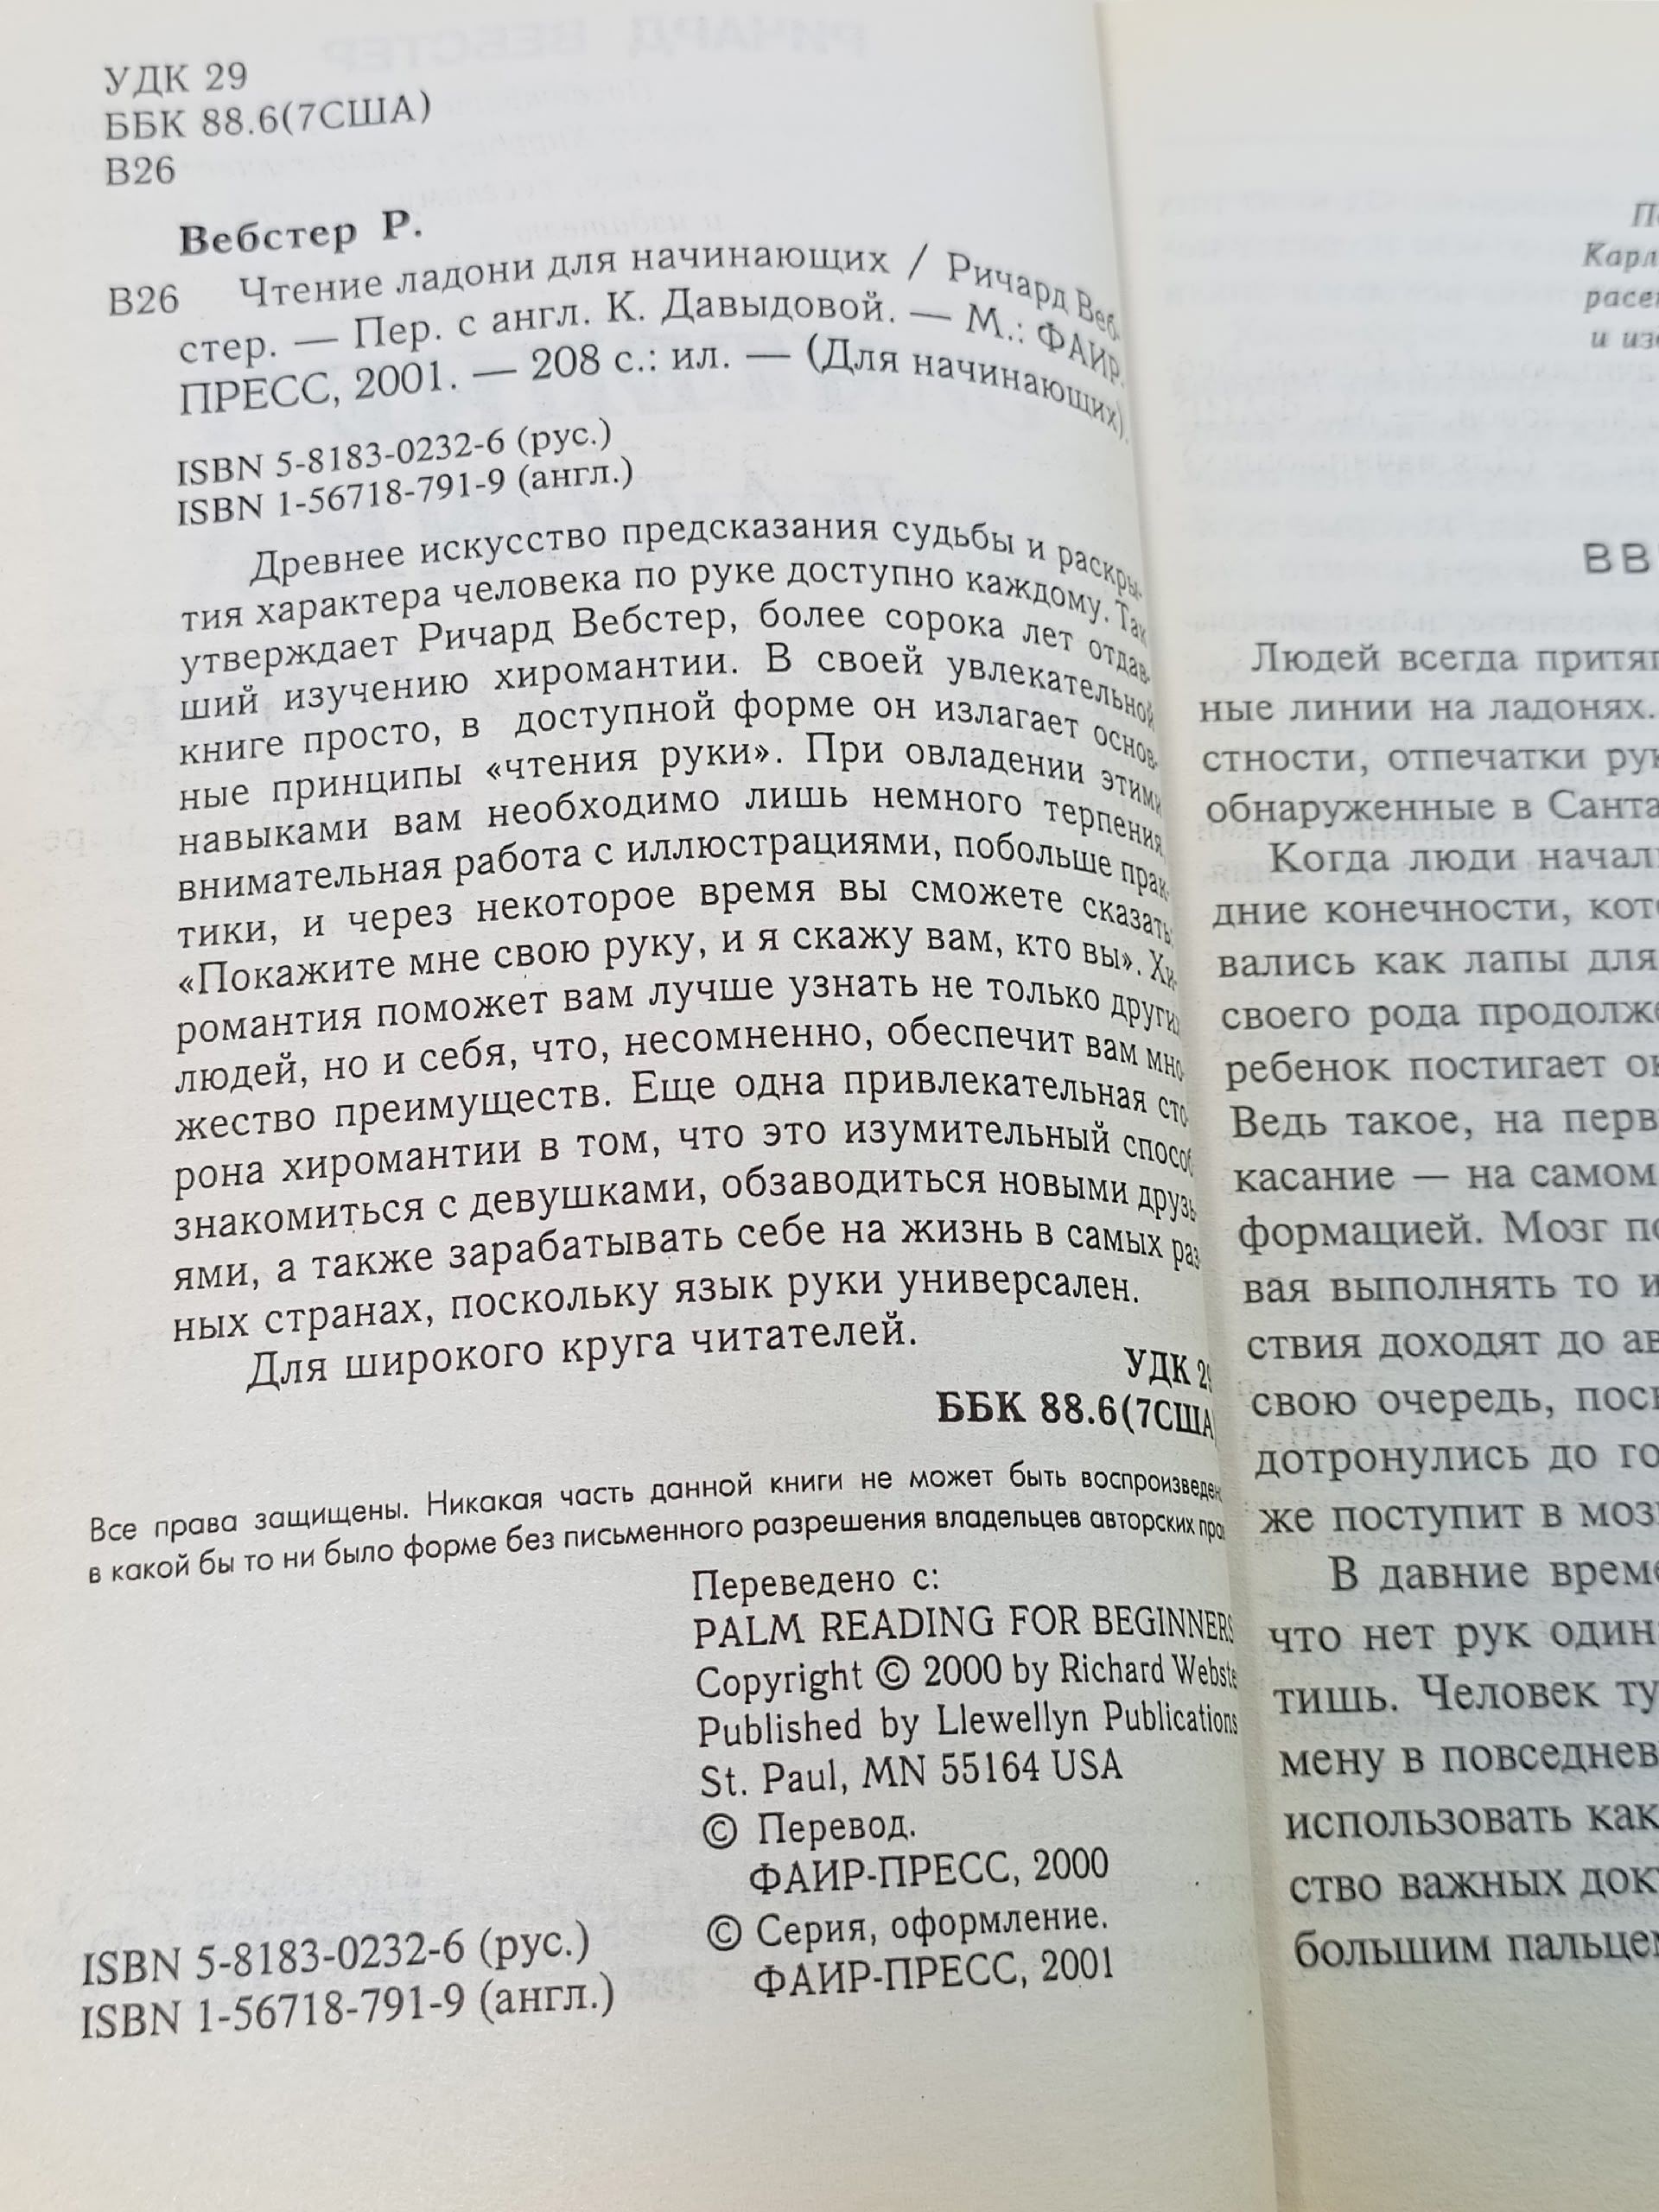 УДК 29
ББК 88.6(7США)
В26
Вебстер Р.
В26 Чтение ладони для начинающих / Ричард Веб-
стер. — Пер. с англ. К. Давыдовой. — М.: ФАИР-
ПРЕСС, 2001. — 208 с.: ил. — (Для начинающих).
ISBN 5-8183-0232-6 (рус.)
ISBN 1-56718-791-9 (англ.)
Древнее искусство предсказания судьбы и раскры-
тия характера человека по руке доступно каждому. Так
утверждает Ричард Вебстер, более сорока лет отдав-
ший изучению хиромантии. В своей увлекательной
книге просто, в доступной форме он излагает основ-
ные принципы «чтения руки». При овладении этими
навыками вам необходимо лишь немного терпения,
внимательная работа с иллюстрациями, побольше прак-
тики, и через некоторое время вы сможете сказать:
«Покажите мне свою руку, и я скажу вам, кто вы». Хи-
романтия поможет вам лучше узнать не только других
людей, но и себя, что, несомненно, обеспечит вам мно-
жество преимуществ. Еще одна привлекательная сто-
рона хиромантии в том, что это изумительный способ
знакомиться с девушками, обзаводиться новыми друзь-
ями, а также зарабатывать себе на жизнь в самых раз-
ных странах, поскольку язык руки универсален.
Для широкого круга читателей.
УДК 29
ББК 88.6(7США)
Все права защищены. Никакая часть данной книги не может быть воспроизведен
в какой бы то ни было форме без письменного разрешения владельцев авторских пра
Переведено с:
PALM READING FOR BEGINNERS
Copyright © 2000 by Richard Webste
Published by Llewellyn Publications
St. Paul, MN 55164 USA
© Перевод.
ФАИР-ПРЕСС, 2000
© Серия, оформление.
ФАИР-ПРЕСС, 2001
ISBN 5-8183-0232-6 (рус.)
ISBN 1-56718-791-9 (англ.)
По
Карл
расе
и из
ВВ
Людей всегда притя
ные линии на ладонях.
стности, отпечатки рук
обнаруженные в Санта
Когда люди начал
дние конечности, кот
вались как лапы для
своего рода продолж
ребенок постигает о
Ведь такое, на перв
касание — на самом
формацией. Мозг по
вая выполнять то и
ствия доходят до ав
свою очередь, пос
дотронулись до го
же поступит в моз
В давние врем
что нет рук один
тишь. Человек ту
мену в повседнев
использовать как
ство важных док
большим пальцем